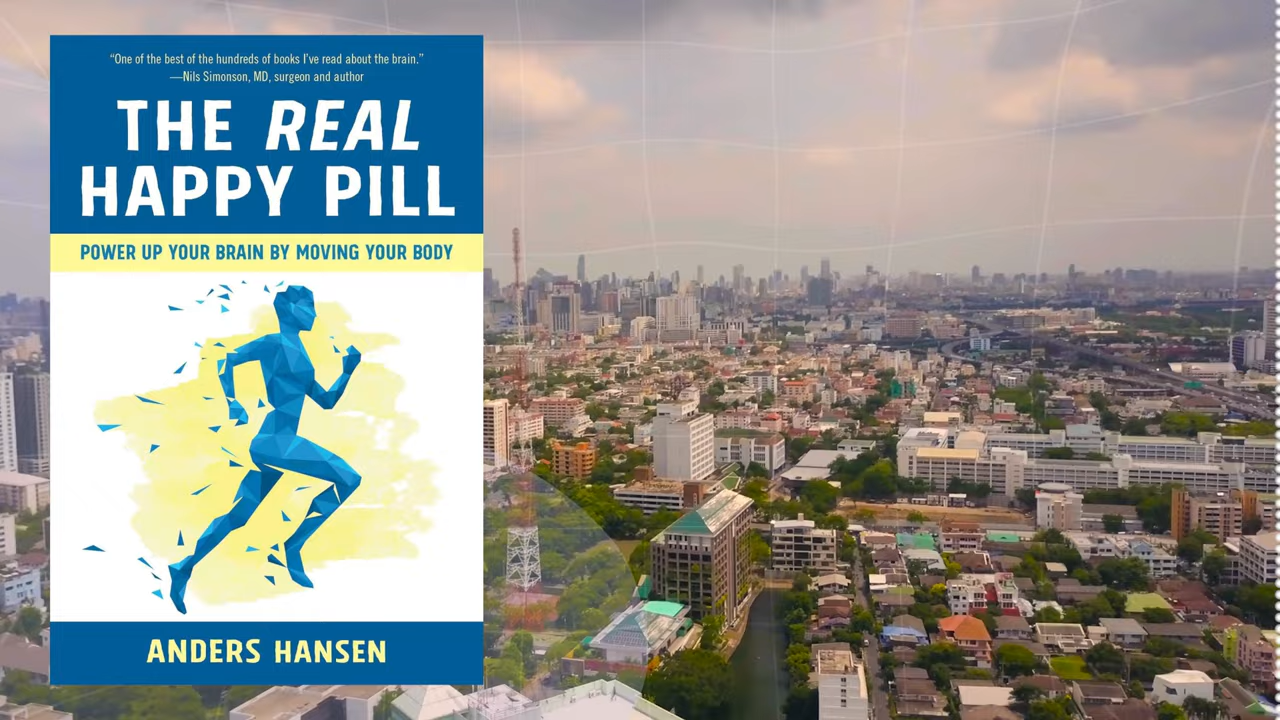 “One of the best of the hundreds of books I’ve read about the brain.”
—Nils Simonson, MD, surgeon and author
THE REAL
HAPPY PILL
POWER UP YOUR BRAIN BY MOVING YOUR BODY
ANDERS HANSEN